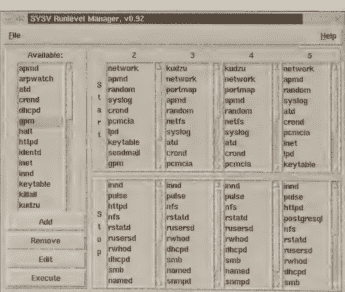 SYSV Runlevel Manager, v0.92
File Help
Available:
apmd
arpwatch
atd
crond
dhcpd
gpm
halt
httpd
identd
inet
innd
keytable
killall
kudzu
Add
Remove
Edit
Execute
2 3 4 5
Start
network kudzu kudzu network
apmd network network apmd
random portmap portmap random
syslog apmd apmd syslog
atd random random atd
crond netfs netfs crond
pcmcia syslog syslog pcmcia
lpd atd atd inet
keytable crond crond lpd
sendmail pcmcia pcmcia keytable
gpm
Stop
innd innd innd innd
pulse pulse pulse pulse
httpd nfs nfs postgresql
nfs rstatd rstatd nfs
rstatd rusersd rusersd rstatd
rusersd rwhod rwhod rusersd
rwhod dhcpd dhcpd rwhod
dhcpd smb smb dhcpd
smb named named smb
named snmpd snmpd named